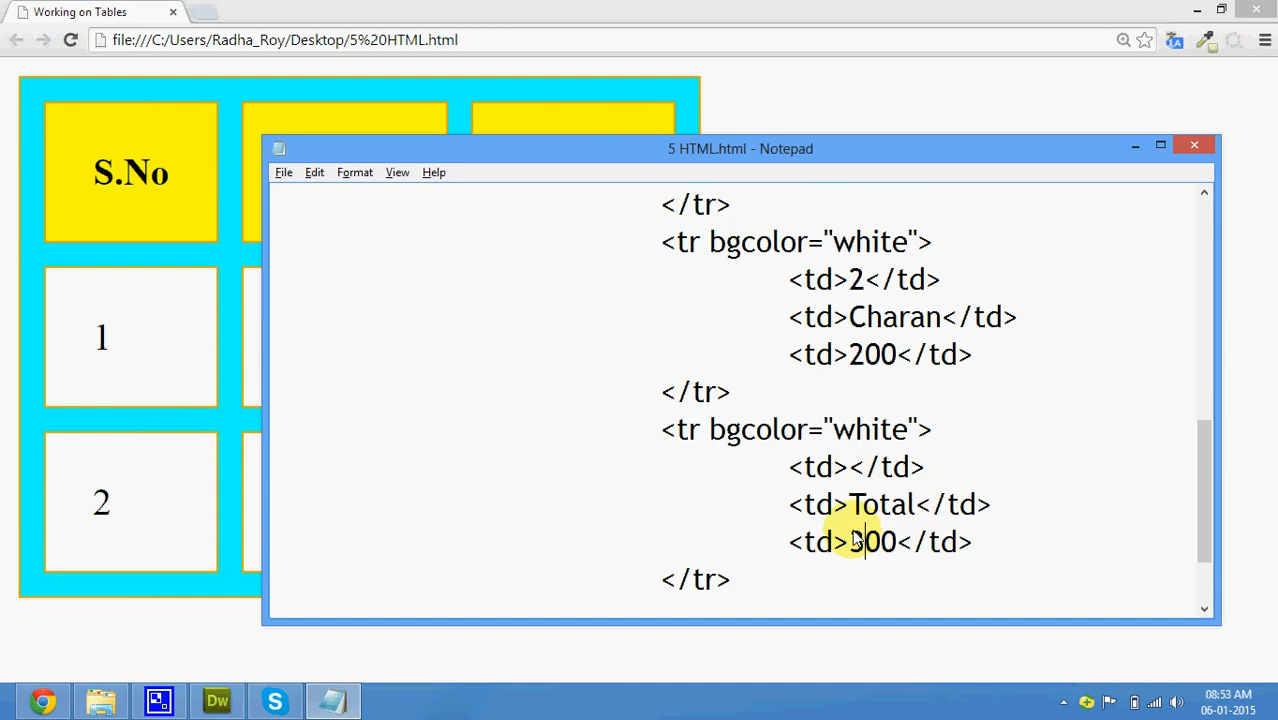 Working on Tables
file:///C:/Users/Radha_Roy/Desktop/5%20HTML.html
S.No
1
2
5 HTML.html - Notepad
File Edit Format View Help
</tr>
<tr bgcolor="white">
<td>2</td>
<td>Charan</td>
<td>200</td>
</tr>
<tr bgcolor="white">
<td></td>
<td>Total</td>
<td>300</td>
</tr>
Dw
08:53 AM
06-01-2015